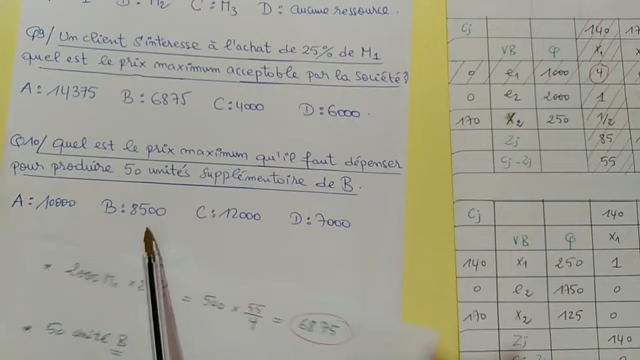 D : M2 C : M3 D : aucune ressource.
Q9/ Un client s'interesse à l'achat de 25% de M1
quel est le prix maximum acceptable par la société?
A : 14375 B : 6875 C : 4000 D : 6000.
Q10/ quel est le prix maximum qu'il faut dépenser
pour produire 50 unités supplémentoire de B.
A : 10000 B : 8500 C : 12000 D : 7000
= 500 × 55/4 = 6875
* 50 unité B
Cj 140 17
VB φ x1
0 e1 1000 4
0 e2 2000 1
170 x2 250 1/2
Zj 85
Cj-Zj 55
Cj 140
VB φ x1
140 x1 250 1
0 e2 1750 0
170 x2 125 0
Zj 140